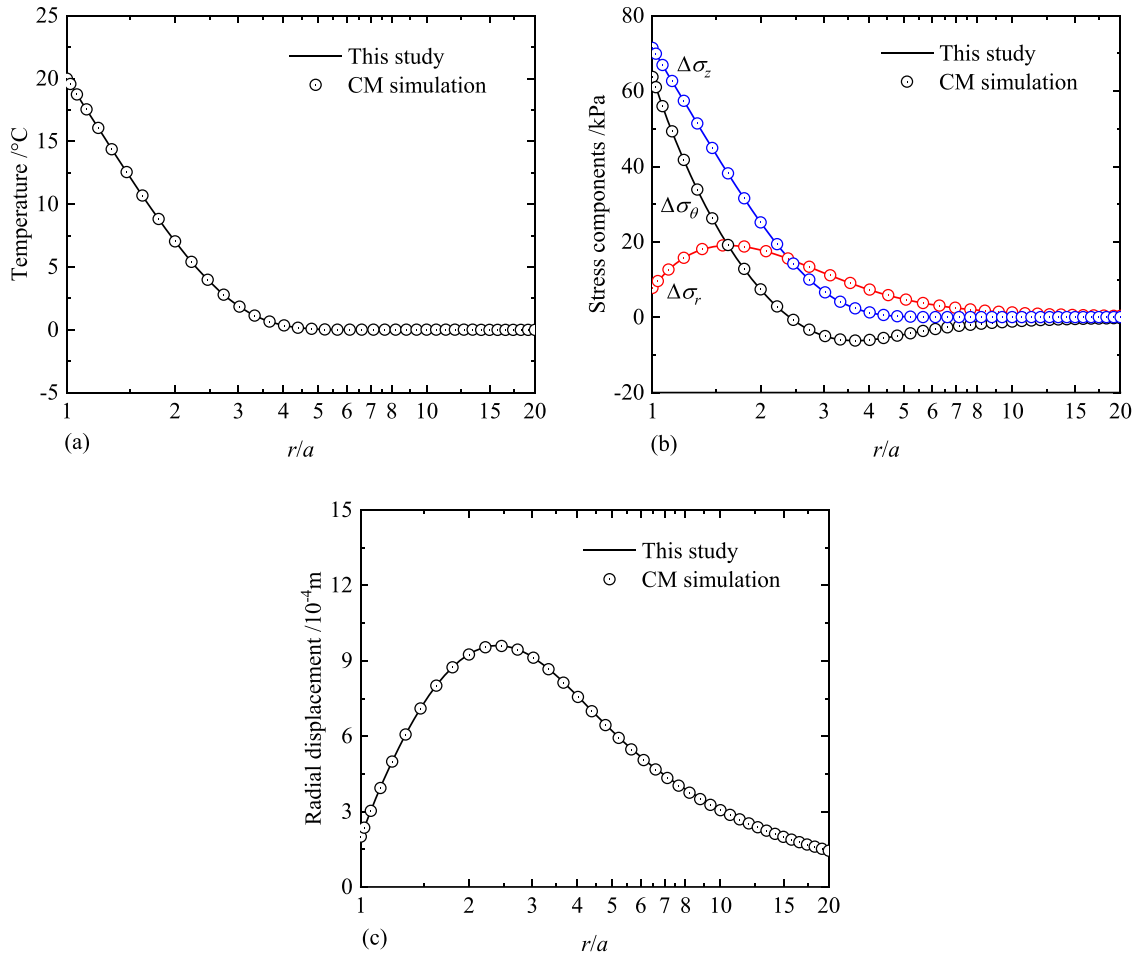 25
20
15
10
5
0
-5
Temperature /°C
This study
CM simulation
1 2 3 4 5 6 7 8 10 15 20
(a)
r/a
80
60
40
20
0
-20
Stress components /kPa
This study
CM simulation
Δσz
Δσθ
Δσr
1 2 3 4 5 6 7 8 10 15 20
(b)
r/a
15
12
9
6
3
0
Radial displacement /10⁻⁴m
This study
CM simulation
1 2 3 4 5 6 7 8 10 15 20
(c)
r/a